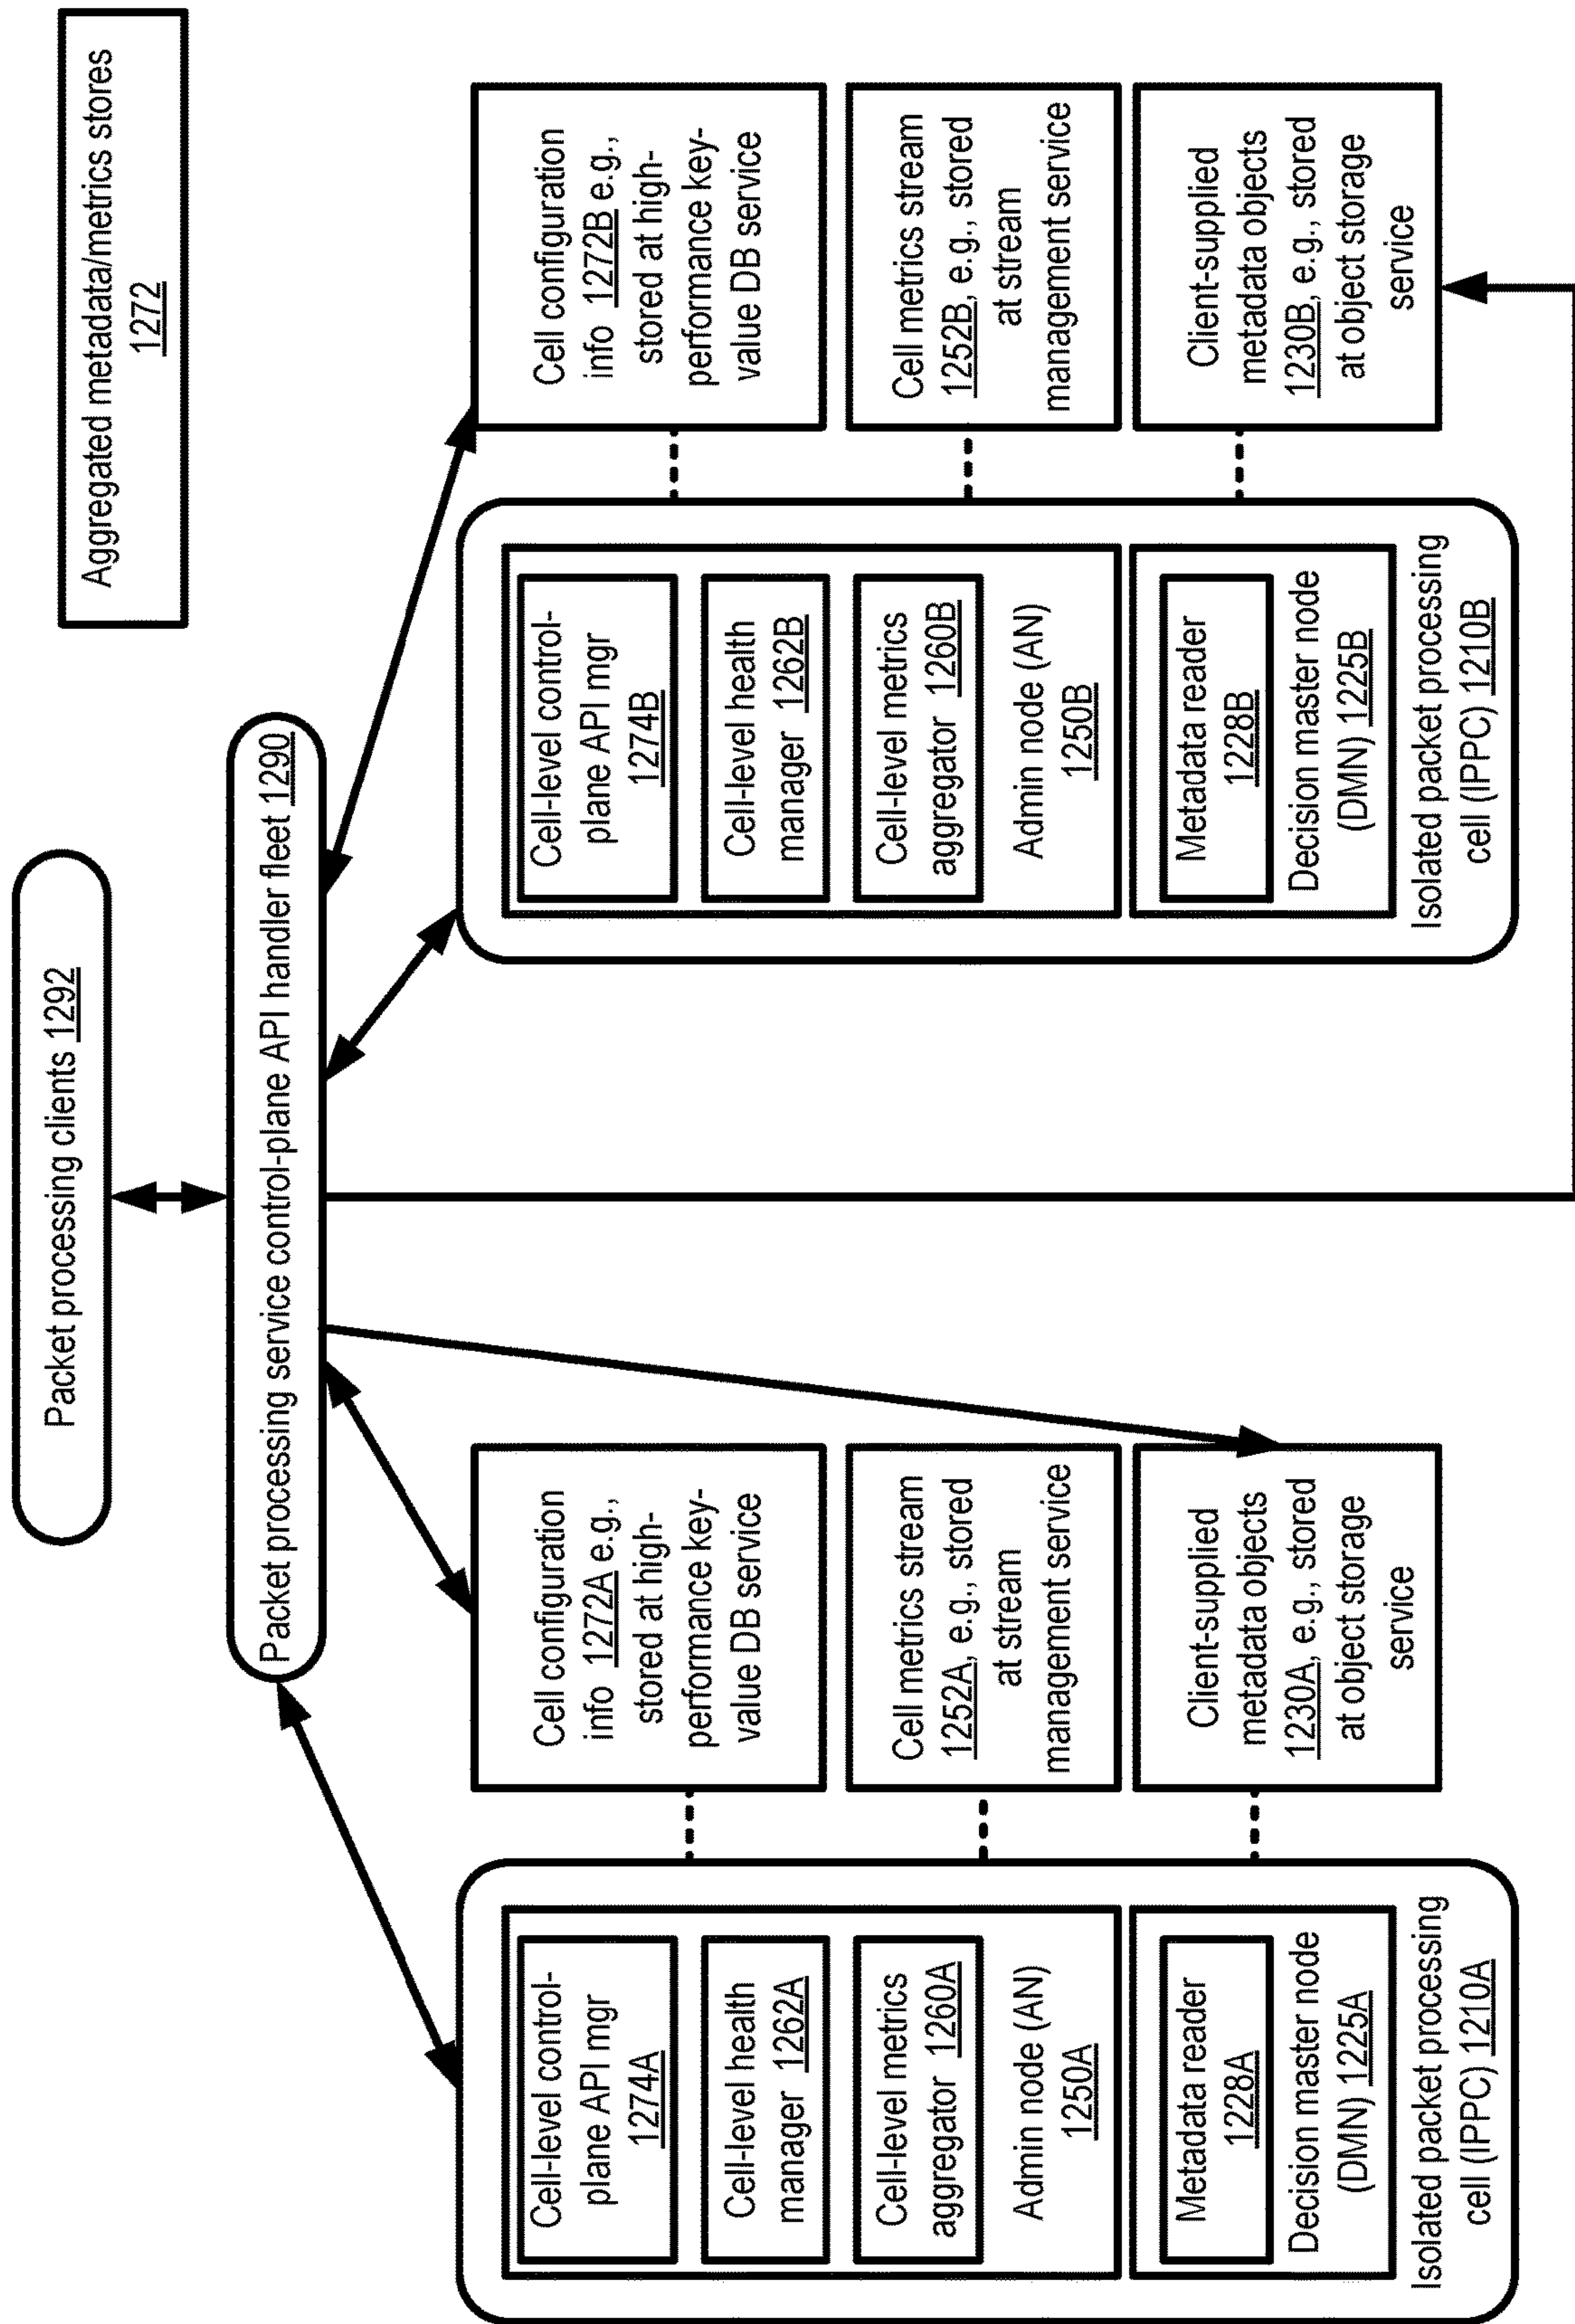 Packet processing clients 1292
Aggregated metadata/metrics stores
1272
Packet processing service control-plane API handler fleet 1290
Cell-level control-
plane API mgr
1274A
Cell-level health
manager 1262A
Cell-level metrics
aggregator 1260A
Admin node (AN)
1250A
Metadata reader
1228A
Decision master node
(DMN) 1225A
Isolated packet processing
cell (IPPC) 1210A
Cell configuration
info 1272A e.g.,
stored at high-
performance key-
value DB service
Cell metrics stream
1252A, e.g., stored
at stream
management service
Client-supplied
metadata objects
1230A, e.g., stored
at object storage
service
Cell-level control-
plane API mgr
1274B
Cell-level health
manager 1262B
Cell-level metrics
aggregator 1260B
Admin node (AN)
1250B
Metadata reader
1228B
Decision master node
(DMN) 1225B
Isolated packet processing
cell (IPPC) 1210B
Cell configuration
info 1272B e.g.,
stored at high-
performance key-
value DB service
Cell metrics stream
1252B, e.g., stored
at stream
management service
Client-supplied
metadata objects
1230B, e.g., stored
at object storage
service